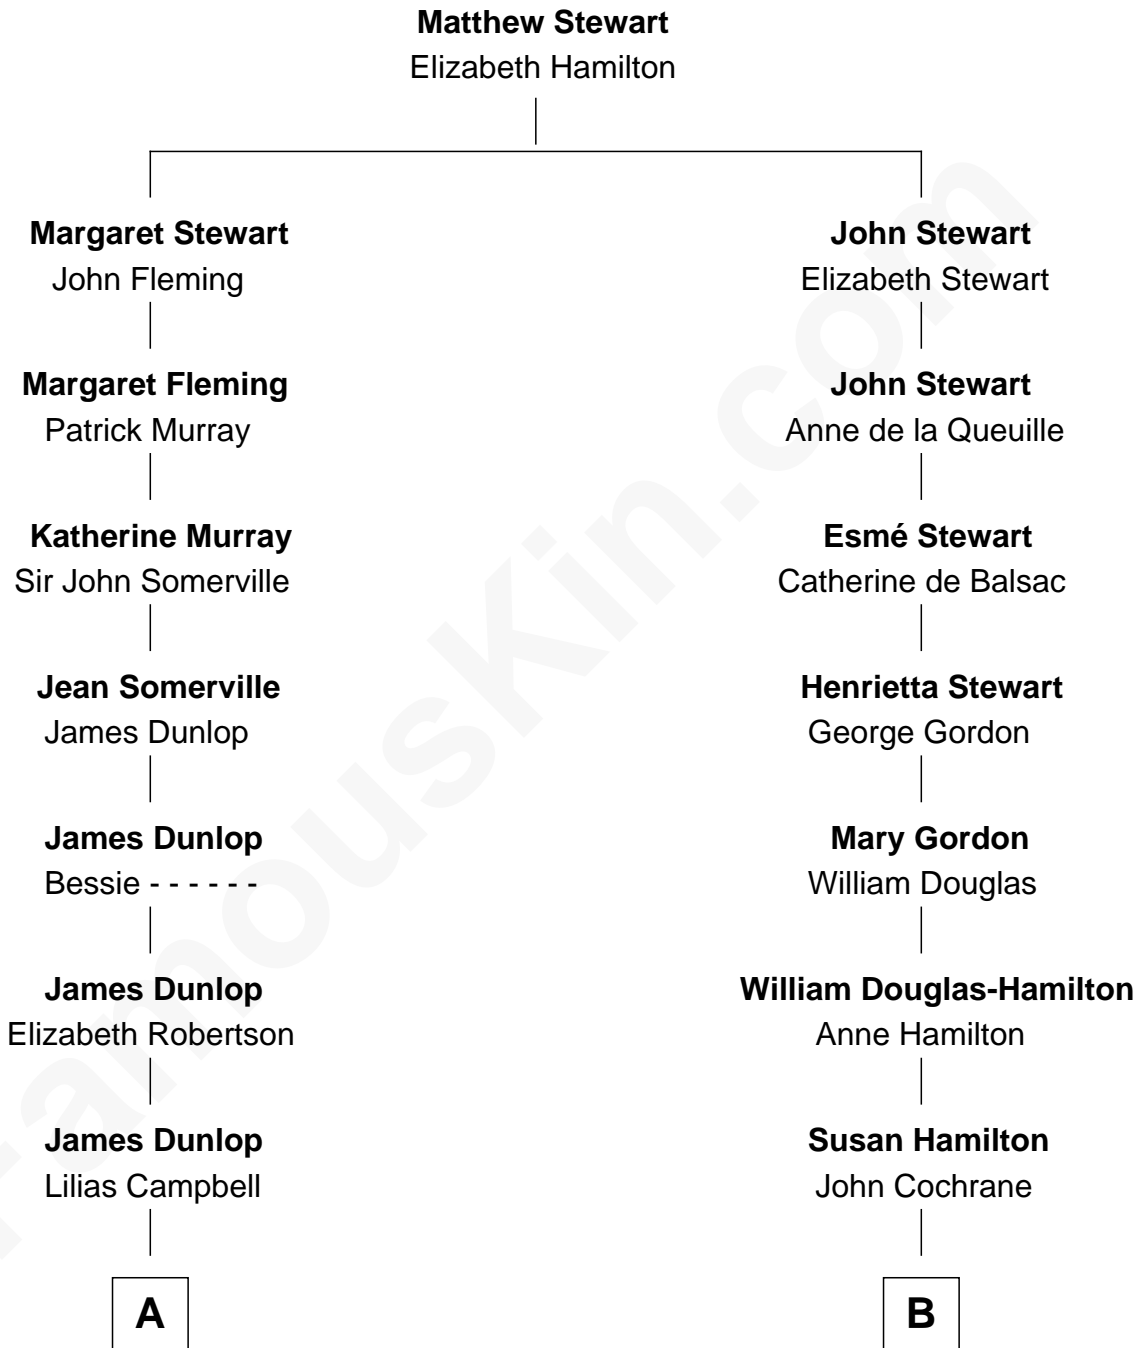 Matthew Stewart
Elizabeth Hamilton
Margaret Stewart
John Fleming
John Stewart
Elizabeth Stewart
Margaret Fleming
Patrick Murray
John Stewart
Anne de la Queuille
Katherine Murray
Sir John Somerville
Esmé Stewart
Catherine de Balsac
Jean Somerville
James Dunlop
Henrietta Stewart
George Gordon
James Dunlop
Bessie - - - - - -
Mary Gordon
William Douglas
James Dunlop
Elizabeth Robertson
William Douglas-Hamilton
Anne Hamilton
James Dunlop
Lilias Campbell
Susan Hamilton
John Cochrane
A
B
FamousKin.com